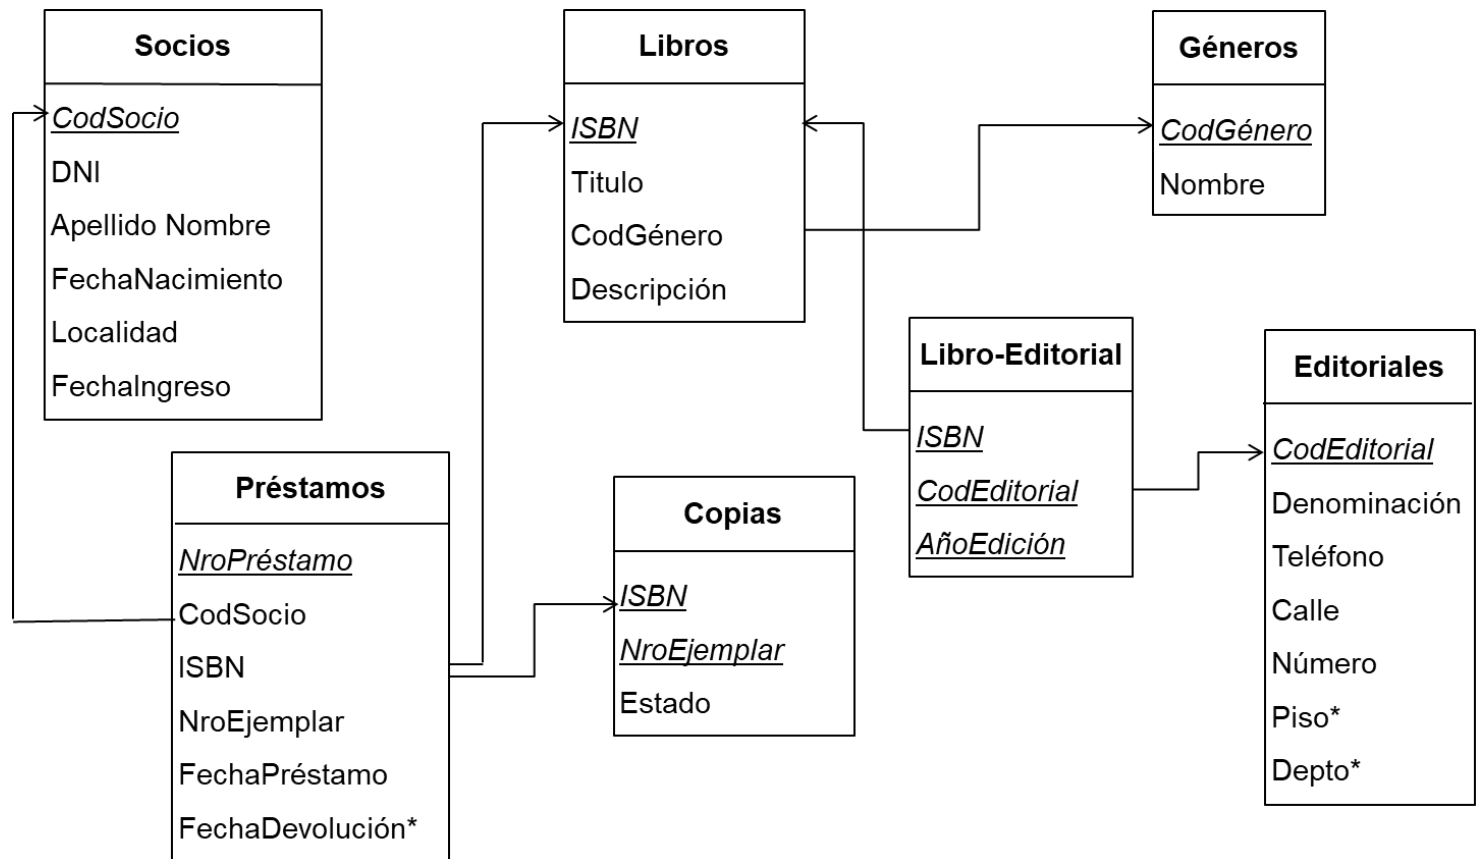 Socios
CodSocio
DNI
Apellido Nombre
FechaNacimiento
Localidad
FechaIngreso
Libros
ISBN
Titulo
CodGénero
Descripción
Géneros
CodGénero
Nombre
Libro-Editorial
ISBN
CodEditorial
AñoEdición
Editoriales
CodEditorial
Denominación
Teléfono
Calle
Número
Piso*
Depto*
Préstamos
NroPréstamo
CodSocio
ISBN
NroEjemplar
FechaPréstamo
FechaDevolución*
Copias
ISBN
NroEjemplar
Estado